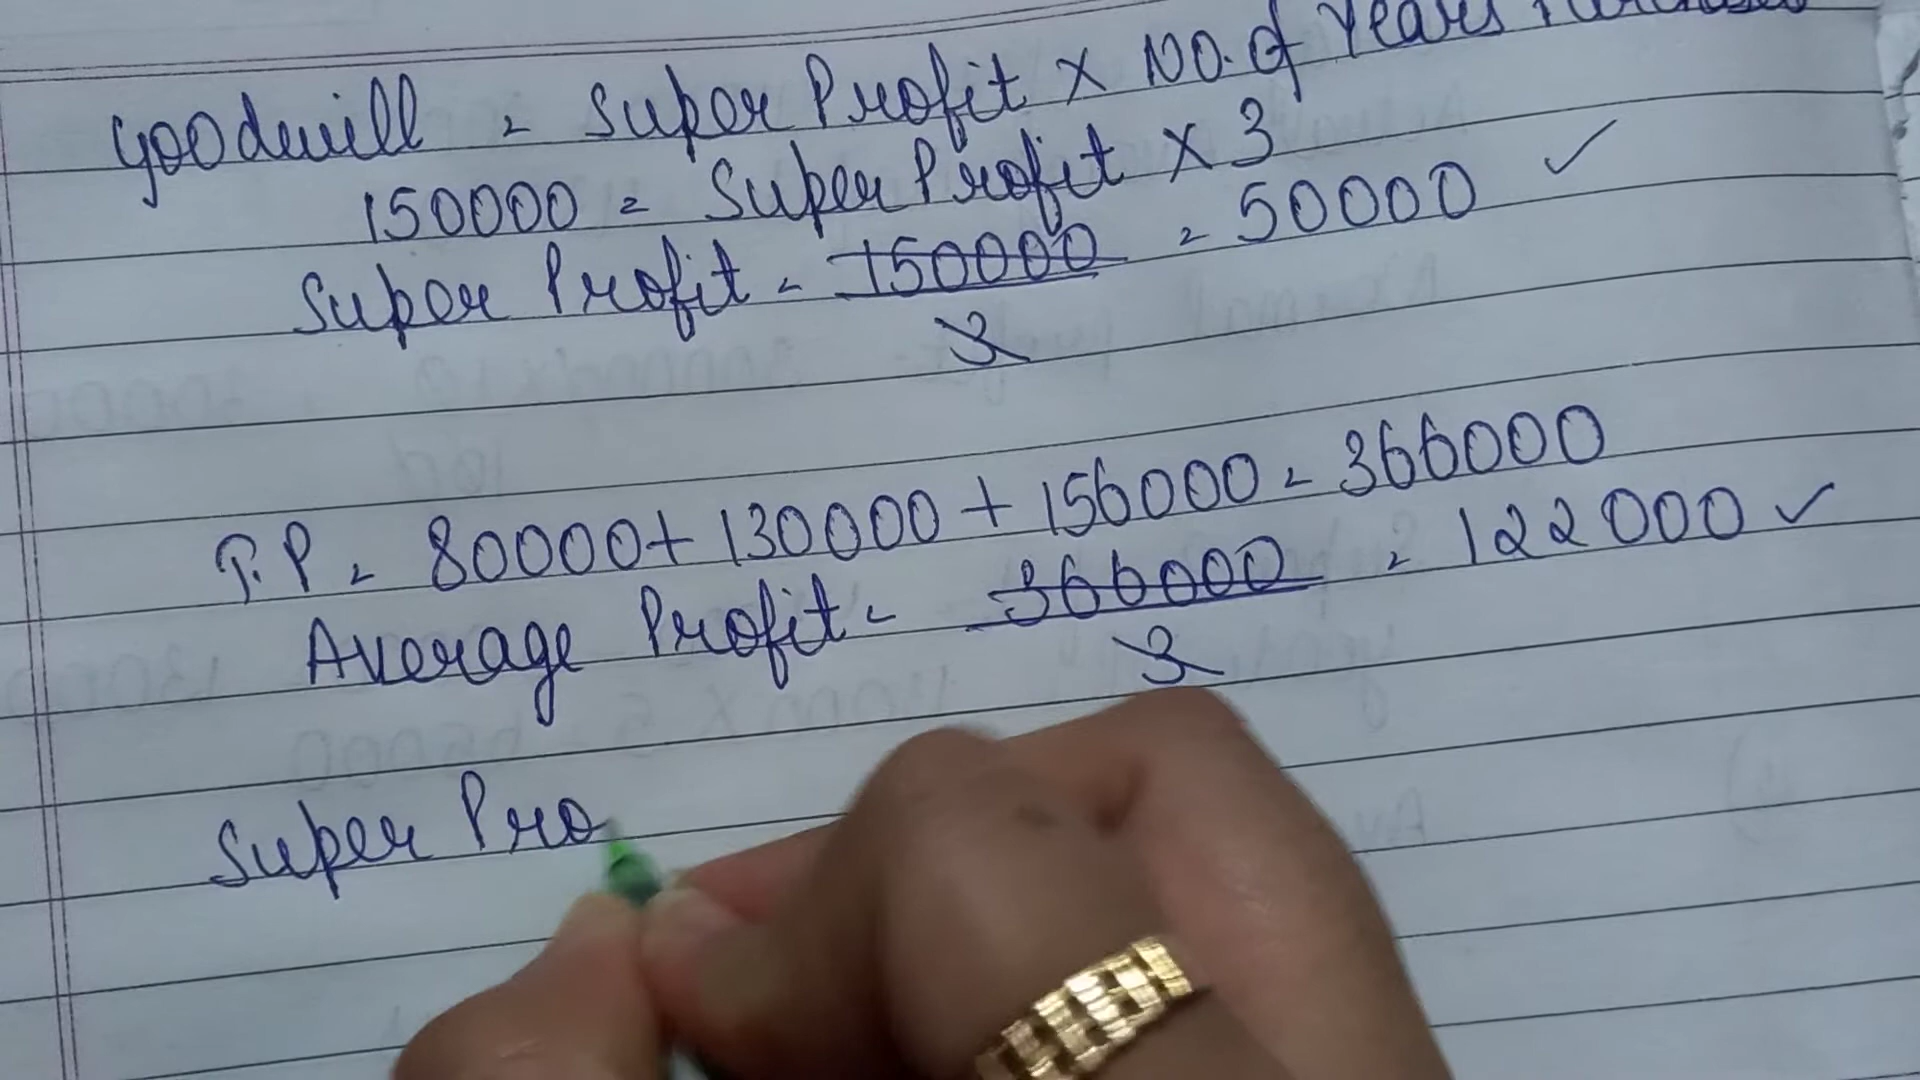 Goodwill = Super Profit × No. of Years Purchased
150000 = Super Profit × 3
Super Profit = 150000 = 50000 ✓
3
T.P = 80000 + 130000 + 156000 = 366000
Average Profit = 366000 = 122000 ✓
3
Super Pro